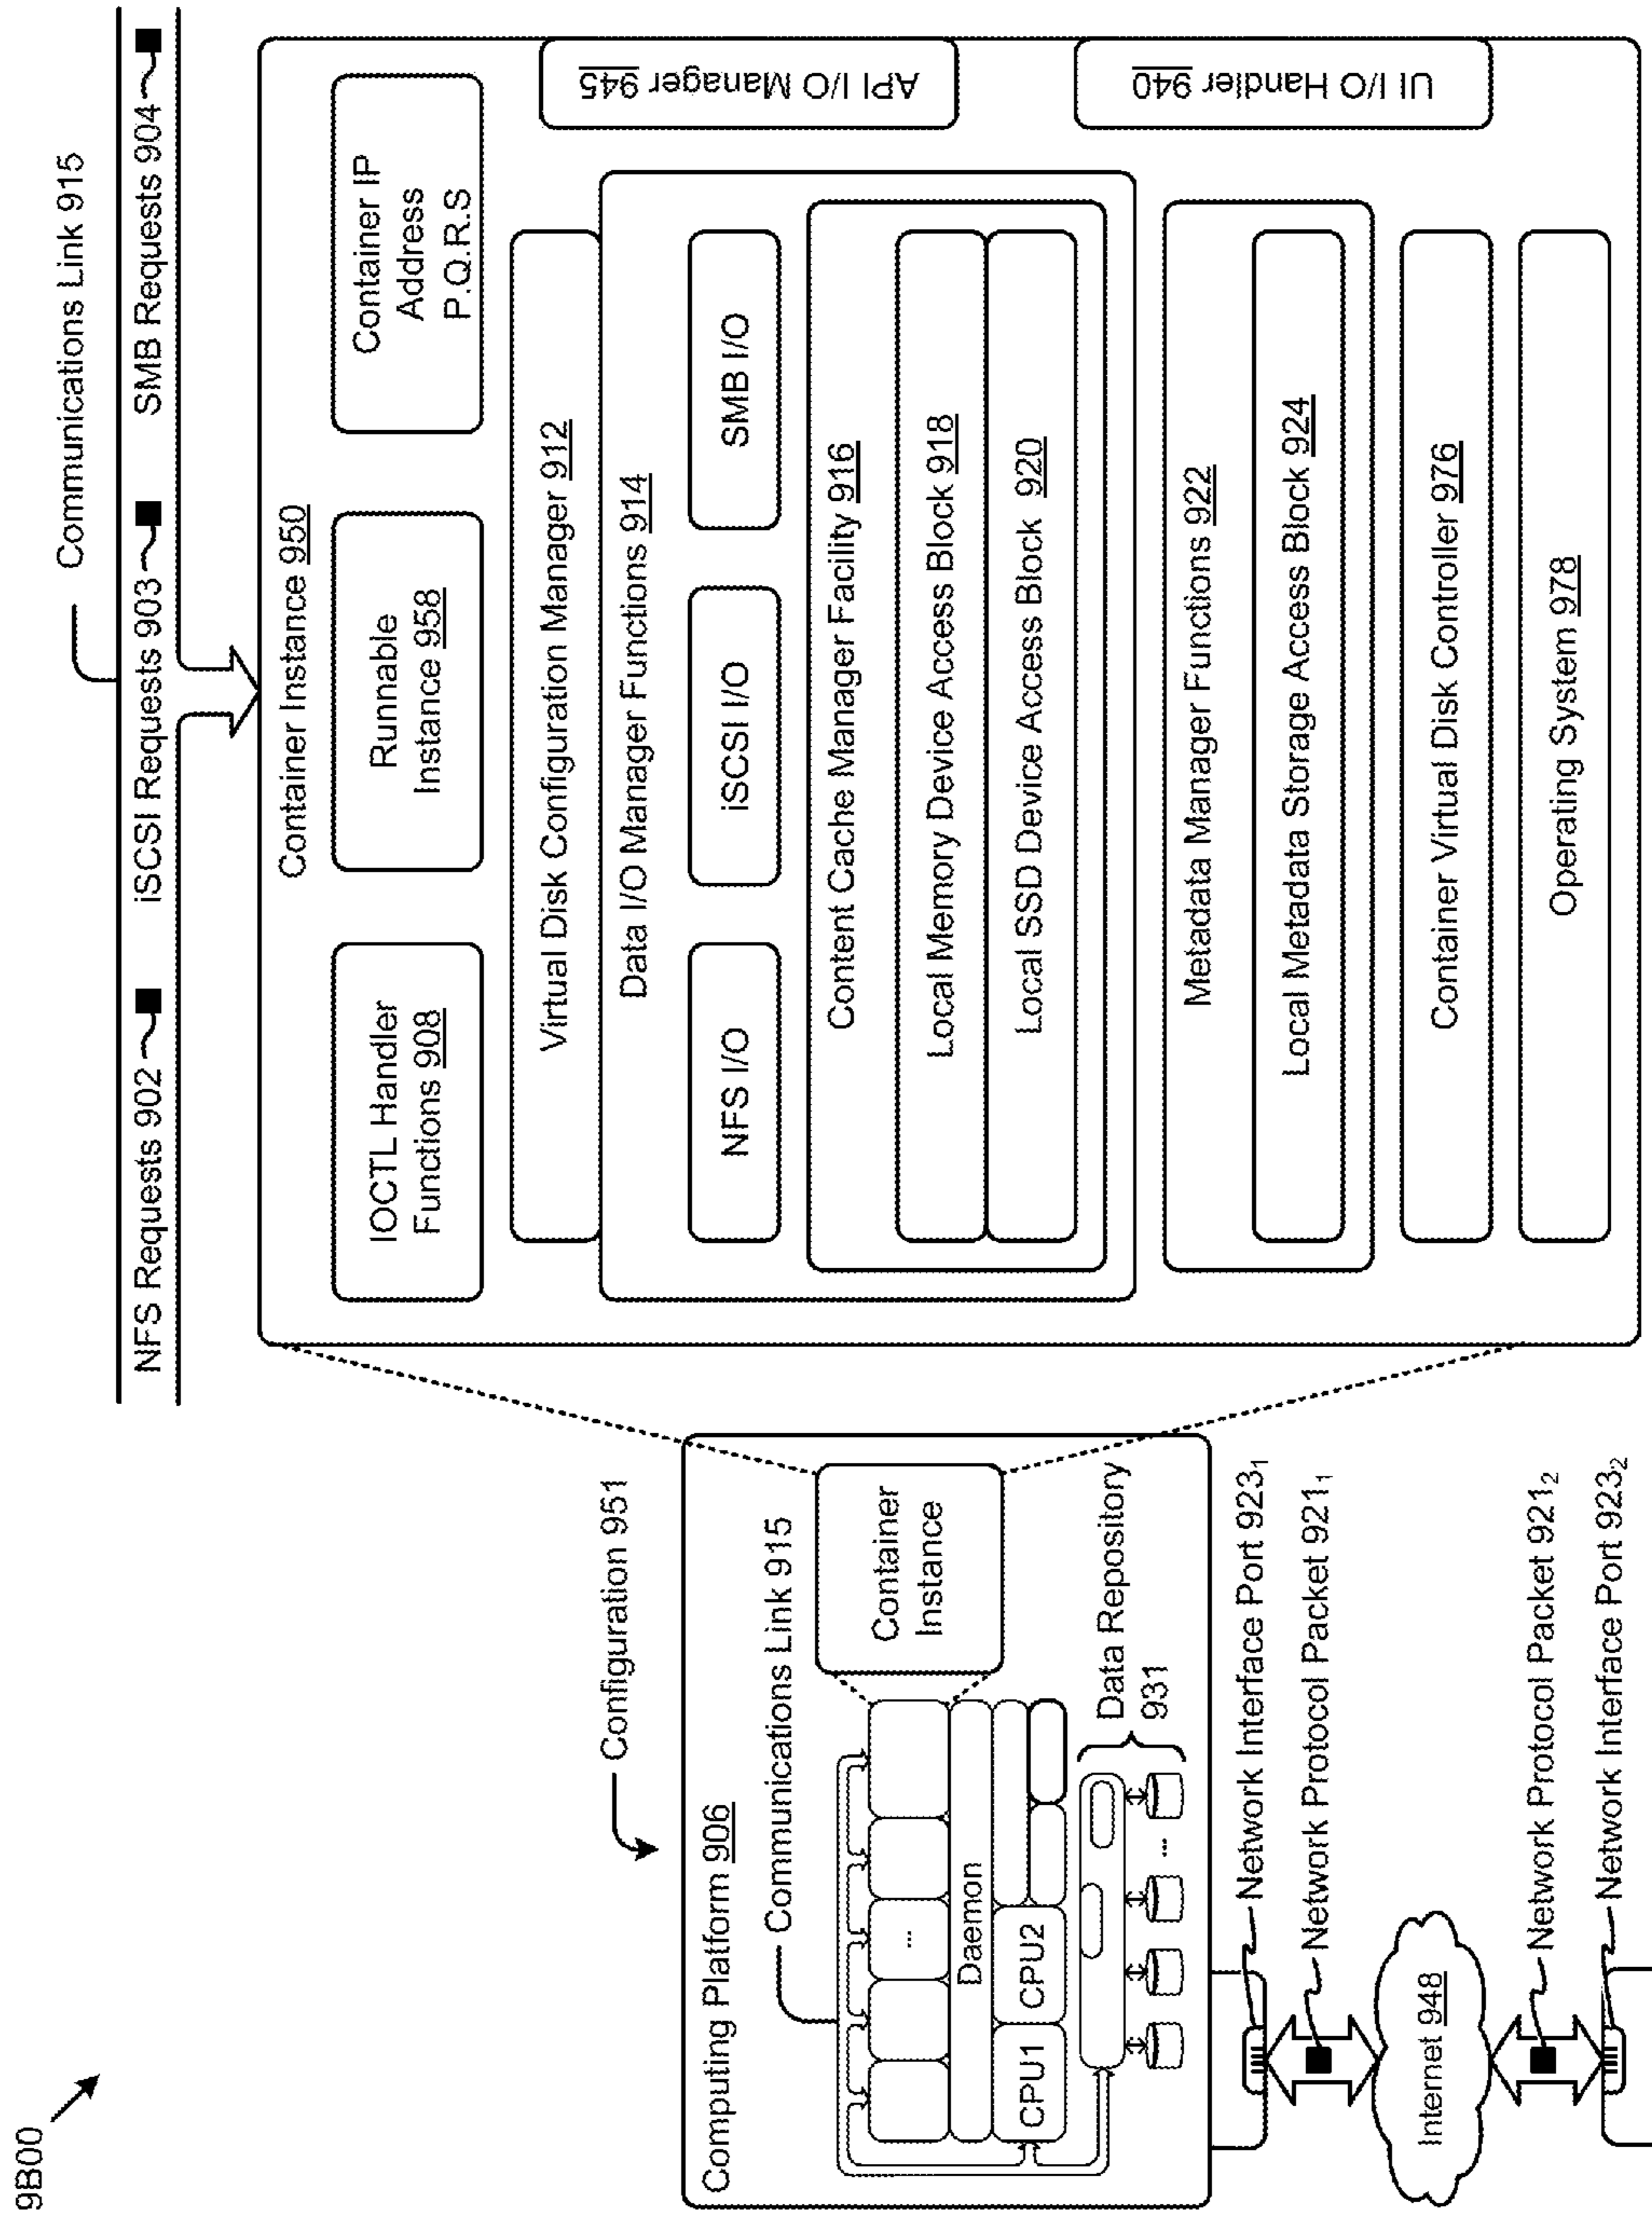 9B00
Communications Link 915
NFS Requests 902
iSCSI Requests 903
SMB Requests 904
Configuration 951
Computing Platform 906
Communications Link 915
...
Daemon
CPU1
CPU2
Container
Instance
Data Repository
931
...
Network Interface Port 923₁
Network Protocol Packet 921₁
Internet 948
Network Protocol Packet 921₂
Network Interface Port 923₂
Container Instance 950
IOCTL Handler
Functions 908
Runnable
Instance 958
Container IP
Address
P.Q.R.S
Virtual Disk Configuration Manager 912
Data I/O Manager Functions 914
NFS I/O
iSCSI I/O
SMB I/O
Content Cache Manager Facility 916
Local Memory Device Access Block 918
Local SSD Device Access Block 920
Metadata Manager Functions 922
Local Metadata Storage Access Block 924
Container Virtual Disk Controller 976
Operating System 978
API I/O Manager 945
UI I/O Handler 940